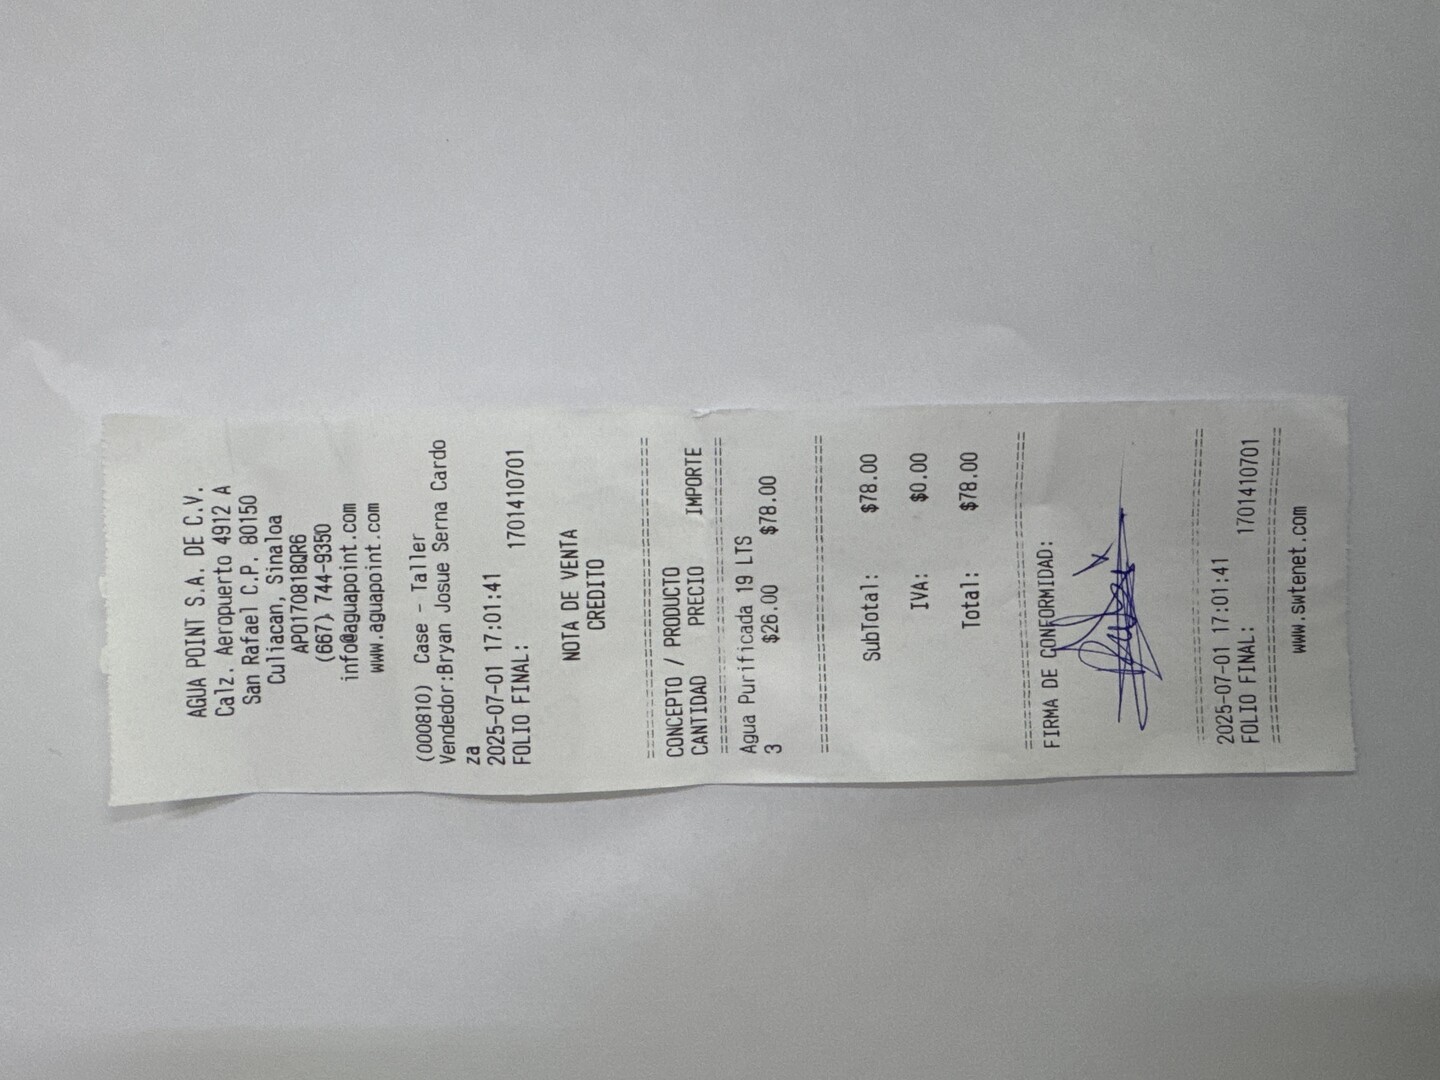 AGUA POINT S.A. DE C.V.
Calz. Aeropuerto 4912 A
San Rafael C.P. 80150
Culiacan, Sinaloa
APO170818QR6
(667) 744-9350
info@aguapoint.com
www.aguapoint.com
(000810) Case - Taller
Vendedor:Bryan Josue Serna Cardo
za
2025-07-01 17:01:41
FOLIO FINAL: 1701410701
NOTA DE VENTA
CREDITO
================================
CONCEPTO / PRODUCTO
CANTIDAD PRECIO IMPORTE
================================
Agua Purificada 19 LTS
3 $26.00 $78.00
================================
SubTotal: $78.00
IVA: $0.00
Total: $78.00
================================
FIRMA DE CONFORMIDAD:
================================
2025-07-01 17:01:41
FOLIO FINAL: 1701410701
================================
www.swtenet.com